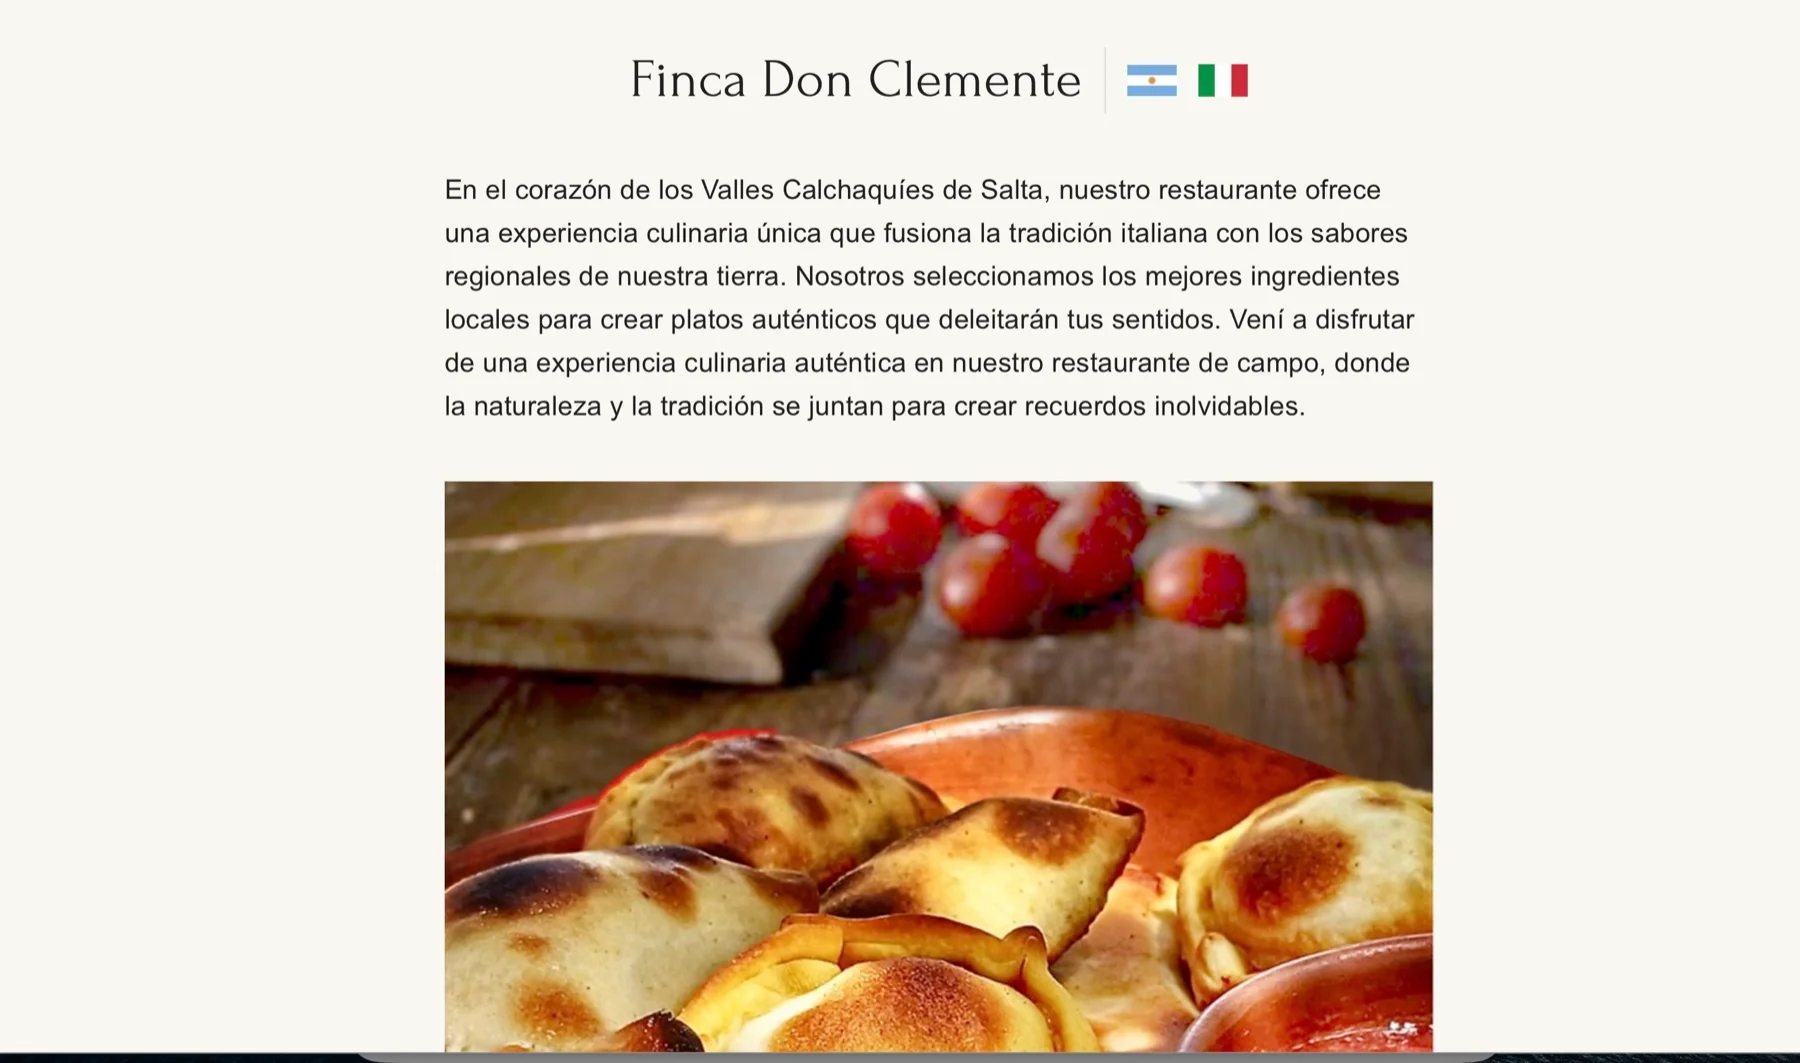 Finca Don Clemente
En el corazón de los Valles Calchaquíes de Salta, nuestro restaurante ofrece
una experiencia culinaria única que fusiona la tradición italiana con los sabores
regionales de nuestra tierra. Nosotros seleccionamos los mejores ingredientes
locales para crear platos auténticos que deleitarán tus sentidos. Vení a disfrutar
de una experiencia culinaria auténtica en nuestro restaurante de campo, donde
la naturaleza y la tradición se juntan para crear recuerdos inolvidables.